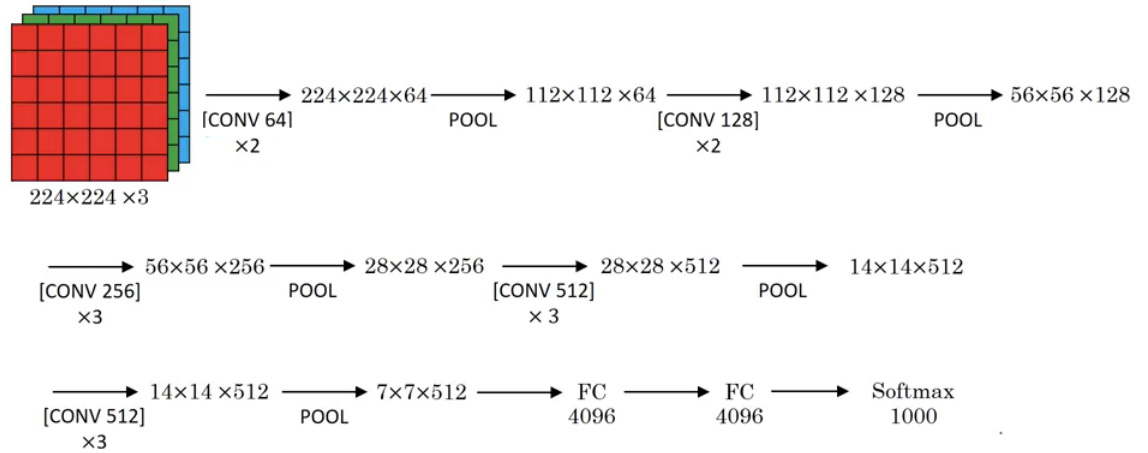 224×224×64
112×112 ×64
112×112 ×128
56×56 ×128
[CONV 64]
×2
POOL
[CONV 128]
×2
POOL
224×224 ×3
56×56 ×256
28×28 ×256
28×28 ×512
14×14×512
[CONV 256]
×3
POOL
[CONV 512]
× 3
POOL
14×14 ×512
7×7×512
FC
4096
FC
4096
Softmax
1000
[CONV 512]
×3
POOL